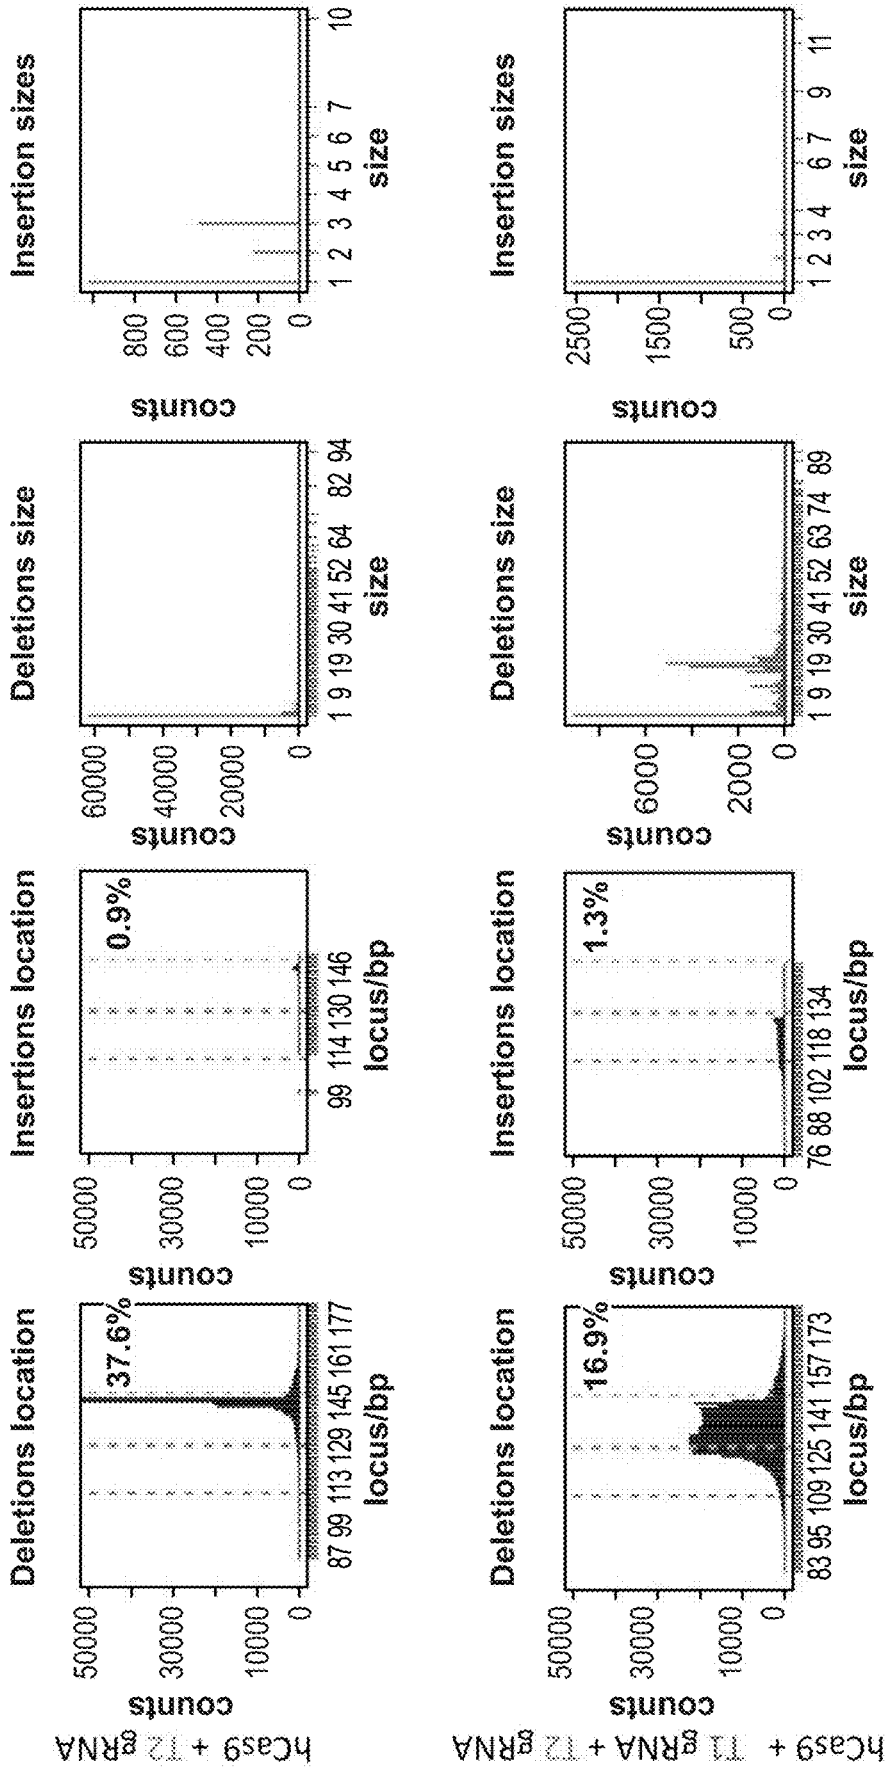 hCas9 + T2
gRNA
Deletions location
37.6%
counts
50000
30000
10000
0
87 99 113 129 145 161 177
locus/bp
Insertions location
0.9%
counts
50000
30000
10000
0
99 114 130 146
locus/bp
Deletions size
counts
60000
40000
20000
0
1 9 19 30 41 52 64 82 94
size
Insertion sizes
counts
800
600
400
200
0
1 2 3 4 5 6 7 10
size
hCas9 + T1 gRNA + T2
gRNA
Deletions location
16.9%
counts
50000
30000
10000
0
83 95 109 125 141 157 173
locus/bp
Insertions location
1.3%
counts
50000
30000
10000
0
76 88 102 118 134
locus/bp
Deletions size
counts
6000
2000
0
1 9 19 30 41 52 63 74 89
size
Insertion sizes
counts
2500
1500
500
0
1 2 3 4 6 7 9 11
size